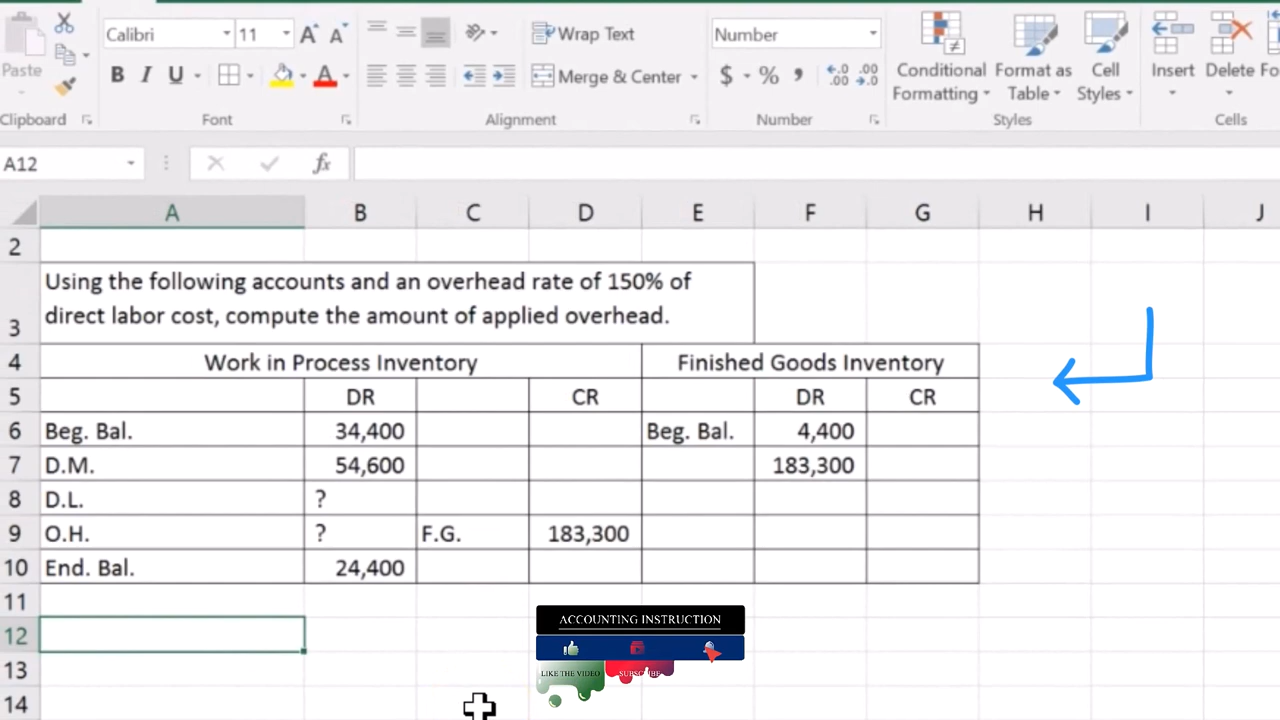 Calibri 11 Wrap Text Number
Paste B I U Merge & Center $ % , Conditional Formatting Format as Table Cell Styles Insert Delete
Clipboard Font Alignment Number Styles Cells
A12 fx
A B C D E F G H I J
2
3 Using the following accounts and an overhead rate of 150% of
direct labor cost, compute the amount of applied overhead.
4 Work in Process Inventory Finished Goods Inventory
5 DR CR DR CR
6 Beg. Bal. 34,400 Beg. Bal. 4,400
7 D.M. 54,600 183,300
8 D.L. ?
9 O.H. ? F.G. 183,300
10 End. Bal. 24,400
11
12
13
14
ACCOUNTING INSTRUCTION
LIKE THE VIDEO SUBSCRIBE